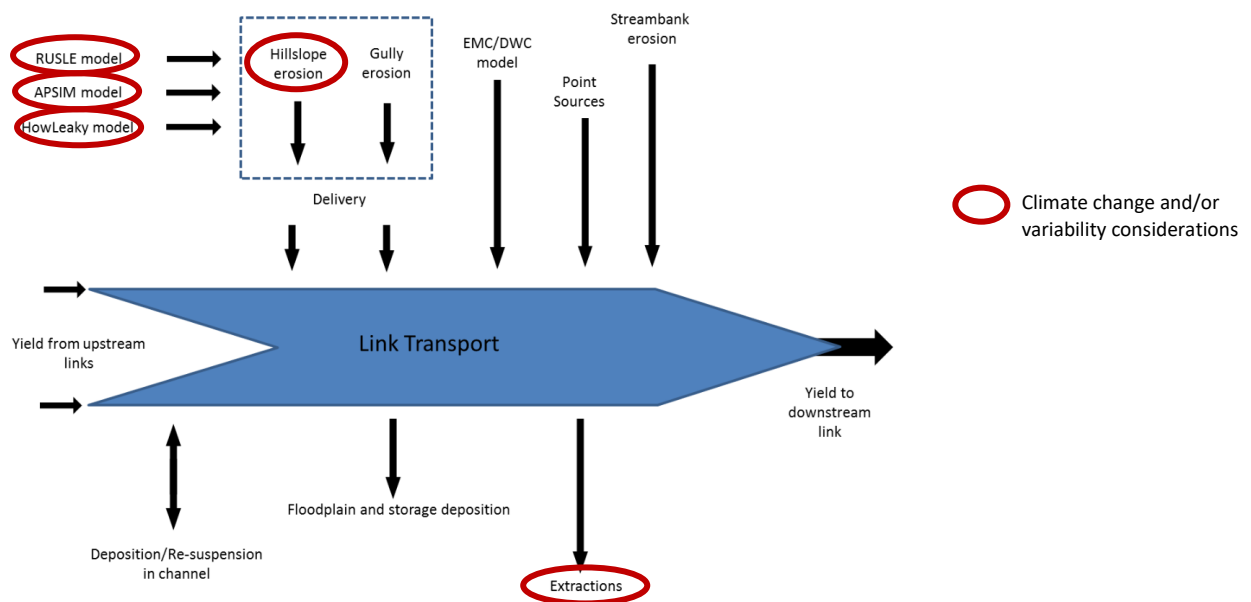 RUSLE model
APSIM model
HowLeaky model
Hillslope
erosion
Gully
erosion
EMC/DWC
model
Point
Sources
Streambank
erosion
Delivery
Climate change and/or
variability considerations
Yield from upstream
links
Link Transport
Yield to
downstream
link
Floodplain and storage deposition
Deposition/Re-suspension
in channel
Extractions